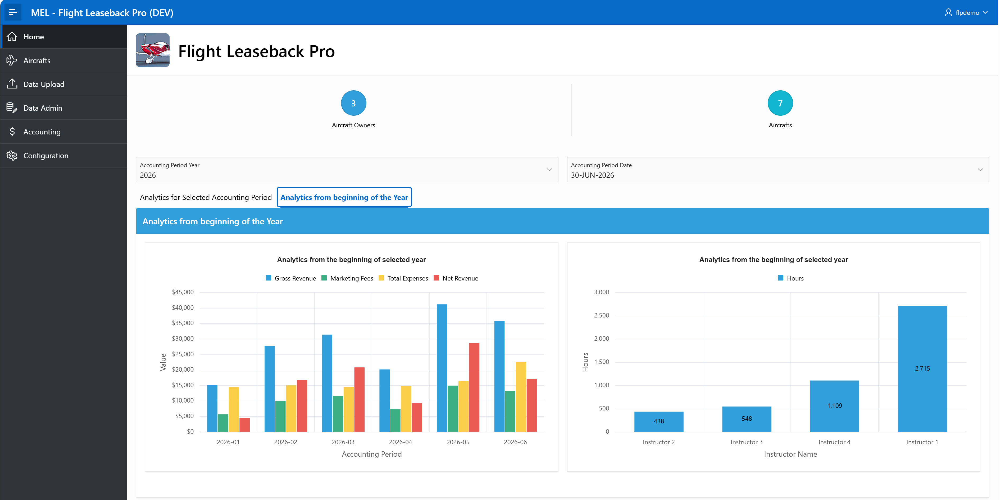 MEL - Flight Leaseback Pro (DEV)
flpdemo
Home
Aircrafts
Data Upload
Data Admin
Accounting
Configuration
Flight Leaseback Pro
3
Aircraft Owners
7
Aircrafts
Accounting Period Year
2026
Accounting Period Date
30-JUN-2026
Analytics for Selected Accounting Period
Analytics from beginning of the Year
Analytics from beginning of the Year
Analytics from the beginning of selected year
Gross Revenue Marketing Fees Total Expenses Net Revenue
$45,000
$40,000
$35,000
$30,000
$25,000
$20,000
$15,000
$10,000
$5,000
$0
Value
2026-01 2026-02 2026-03 2026-04 2026-05 2026-06
Accounting Period
Analytics from the beginning of selected year
Hours
3,000
2,500
2,000
1,500
1,000
500
0
Hours
438
548
1,109
2,715
Instructor 2 Instructor 3 Instructor 4 Instructor 1
Instructor Name